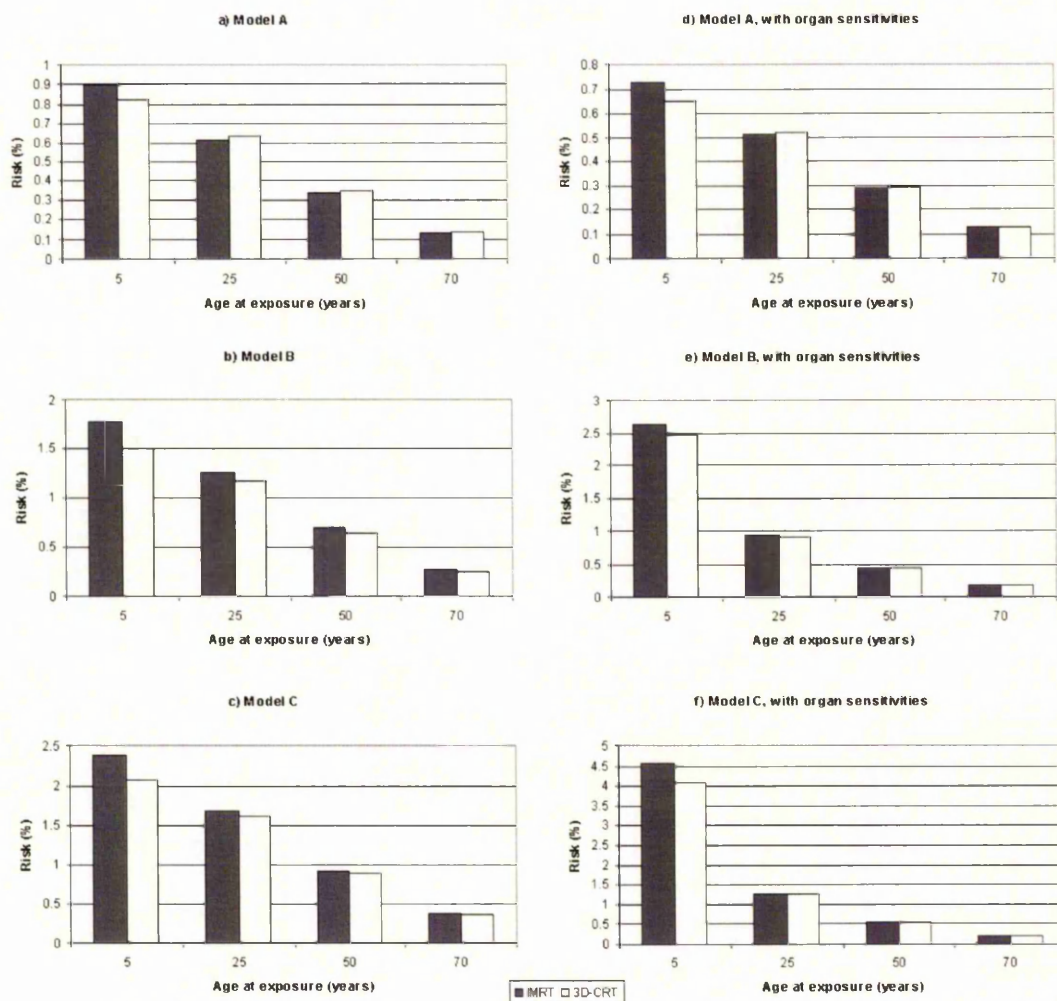 a) Model A
1
0.9
0.8
0.7
0.6
0.5
0.4
0.3
0.2
0.1
0
Risk (%)
5 25 50 70
Age at exposure (years)
d) Model A, with organ sensitivities
0.8
0.7
0.6
0.5
0.4
0.3
0.2
0.1
0
Risk (%)
5 25 50 70
Age at exposure (years)
b) Model B
2
1.5
1
0.5
0
Risk (%)
5 25 50 70
Age at exposure (years)
e) Model B, with organ sensitivities
3
2.5
2
1.5
1
0.5
0
Risk (%)
5 25 50 70
Age at exposure (years)
c) Model C
2.5
2
1.5
1
0.5
0
Risk (%)
5 25 50 70
Age at exposure (years)
f) Model C, with organ sensitivities
5
4.5
4
3.5
3
2.5
2
1.5
1
0.5
0
Risk (%)
5 25 50 70
Age at exposure (years)
IMRT 3D-CRT